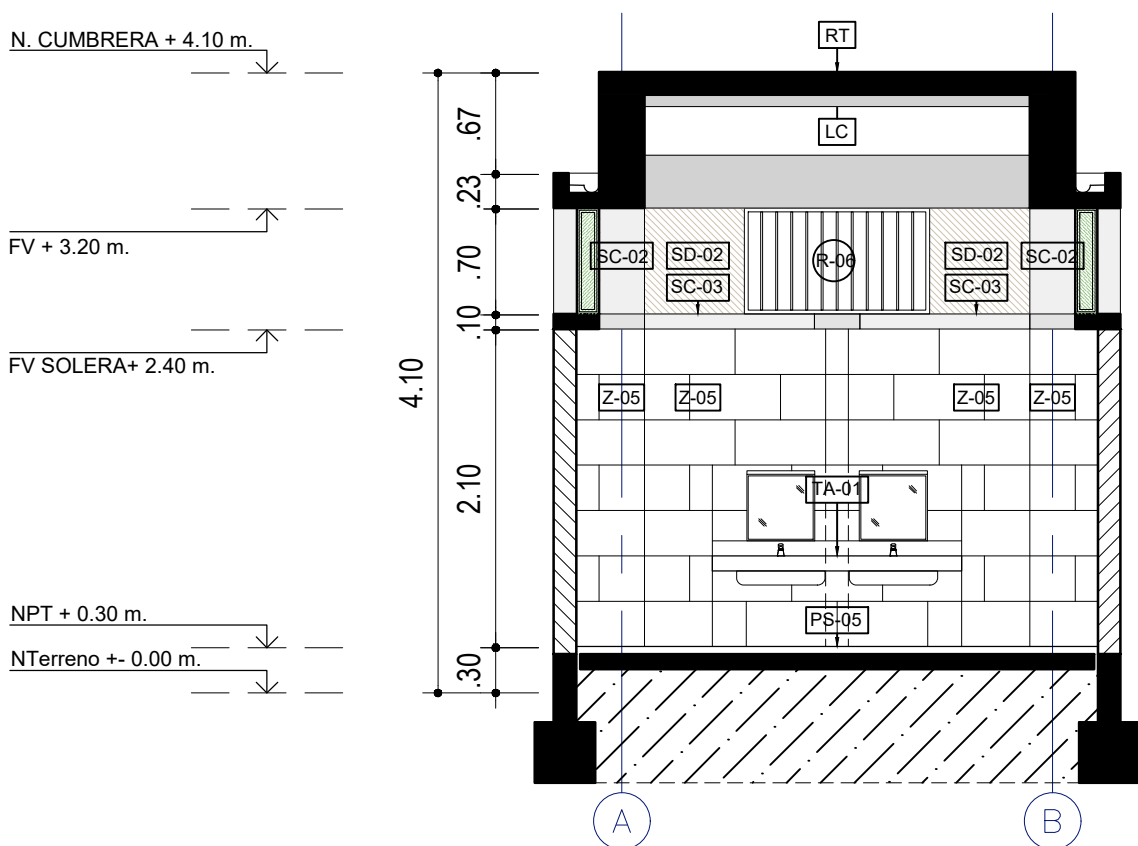 N. CUMBRERA + 4.10 m.
FV + 3.20 m.
FV SOLERA+ 2.40 m.
NPT + 0.30 m.
NTerreno +- 0.00 m.
4.10
.67
.23
.70
.10
2.10
.30
RT
LC
SC-02
SD-02
R-06
SD-02
SC-02
SC-03
SC-03
Z-05
Z-05
Z-05
Z-05
TA-01
PS-05
A
B